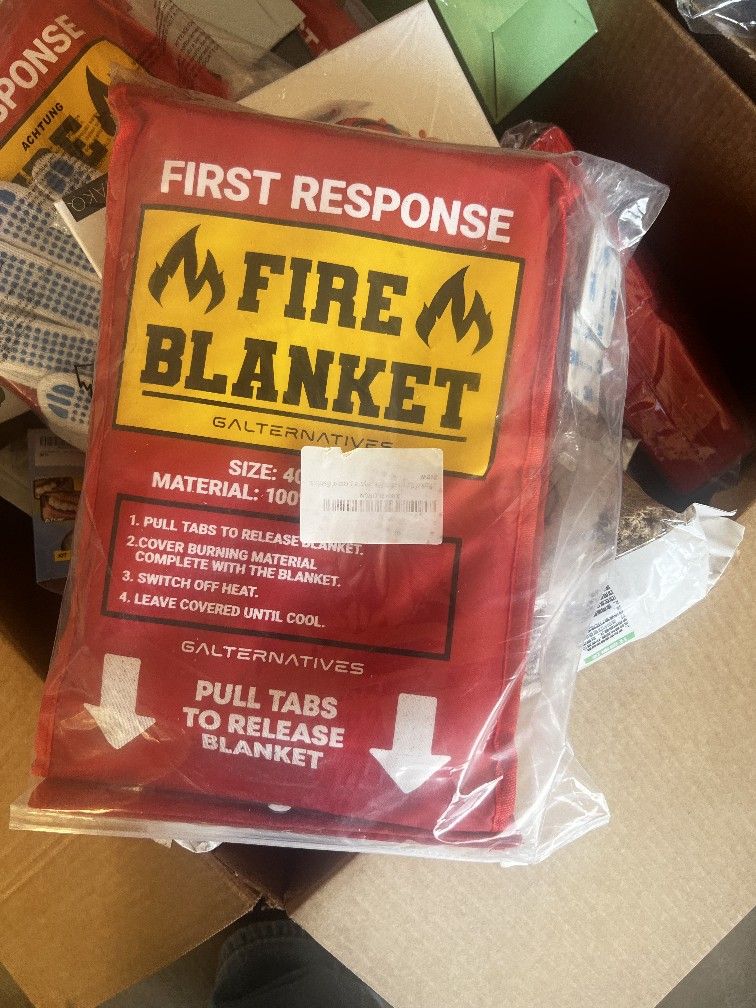 FIRST RESPONSE
FIRE
BLANKET
GALTERNATIVES
SIZE: 40
MATERIAL: 100
1. PULL TABS TO RELEASE BLANKET.
2.COVER BURNING MATERIAL
COMPLETE WITH THE BLANKET.
3. SWITCH OFF HEAT.
4. LEAVE COVERED UNTIL COOL.
GALTERNATIVES
PULL TABS
TO RELEASE
BLANKET
ACHTUNG